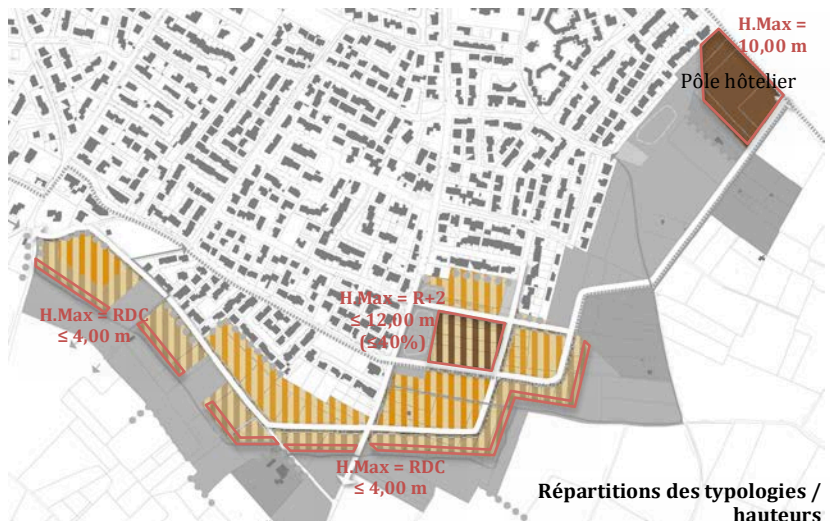 H.Max =
10,00 m
Pôle hôtelier
H.Max = R+2
≤ 12,00 m
(≤40%)
H.Max = RDC
≤ 4,00 m
H.Max = RDC
≤ 4,00 m
Répartitions des typologies /
hauteurs